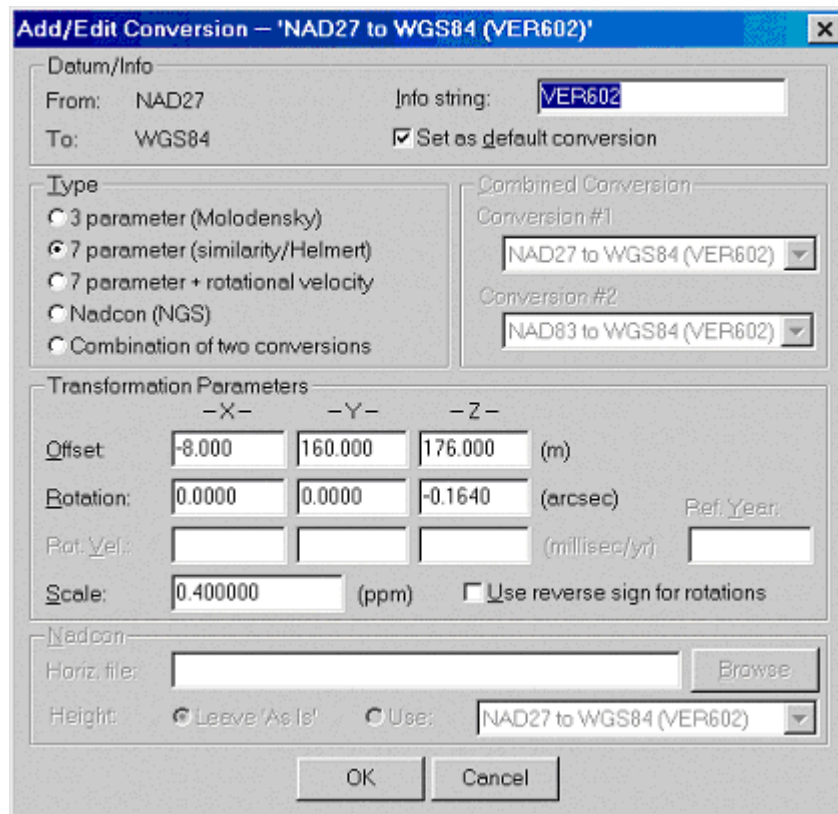 Add/Edit Conversion – 'NAD27 to WGS84 (VER602)'
Datum/Info
From: NAD27 Info string: VER602
To: WGS84 Set as default conversion
Type Combined Conversion
3 parameter (Molodensky) Conversion #1
7 parameter (similarity/Helmert) NAD27 to WGS84 (VER602)
7 parameter + rotational velocity
Nadcon (NGS) Conversion #2
Combination of two conversions NAD83 to WGS84 (VER602)
Transformation Parameters
-X- -Y- -Z-
Offset: -8.000 160.000 176.000 (m)
Rotation: 0.0000 0.0000 -0.1640 (arcsec) Ref. Year:
Rot. Vel.: (millisec/yr)
Scale: 0.400000 (ppm) Use reverse sign for rotations
Nadcon
Horiz. file: Browse
Height: Leave 'As Is' Use: NAD27 to WGS84 (VER602)
OK Cancel